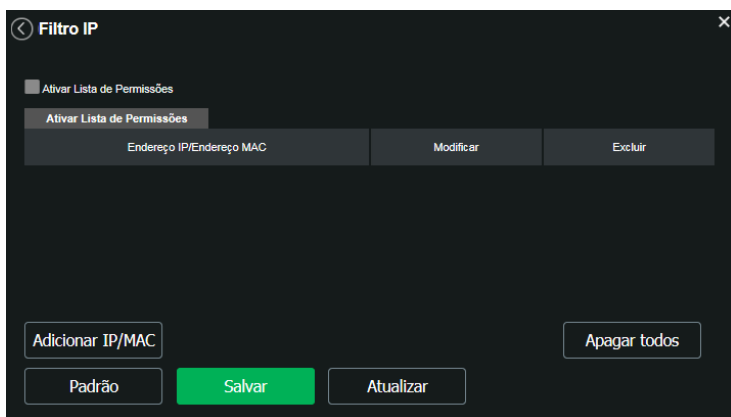 Filtro IP
Ativar Lista de Permissões
Ativar Lista de Permissões
Endereço IP/Endereço MAC Modificar Excluir
Adicionar IP/MAC Apagar todos
Padrão Salvar Atualizar